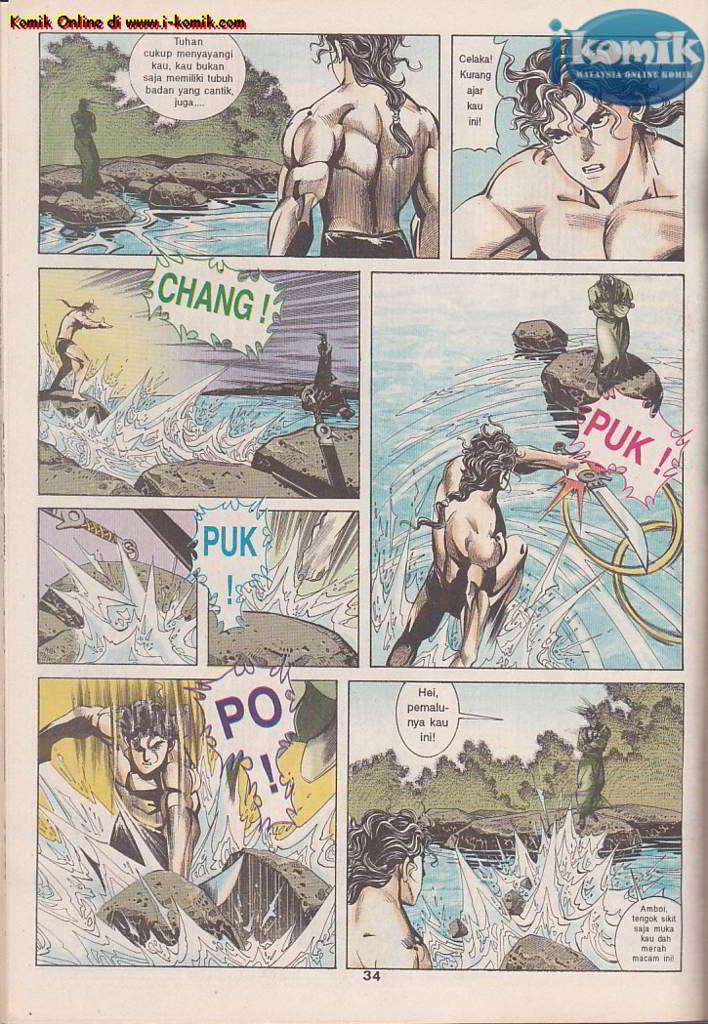 Komik Online di www.i-komik.com
ikomik
MALAYSIA ONLINE KOMIK
Tuhan
cukup menyayangi
kau, kau bukan
saja memiliki tubuh
badan yang cantik,
juga....
Celaka!
Kurang
ajar
kau
ini!
CHANG!
PUK!
PUK
!
PO
!
Hei,
pemalu-
nya kau
ini!
Amboi,
tengok sikit
saja muka
kau dah
merah
macam ini!
34